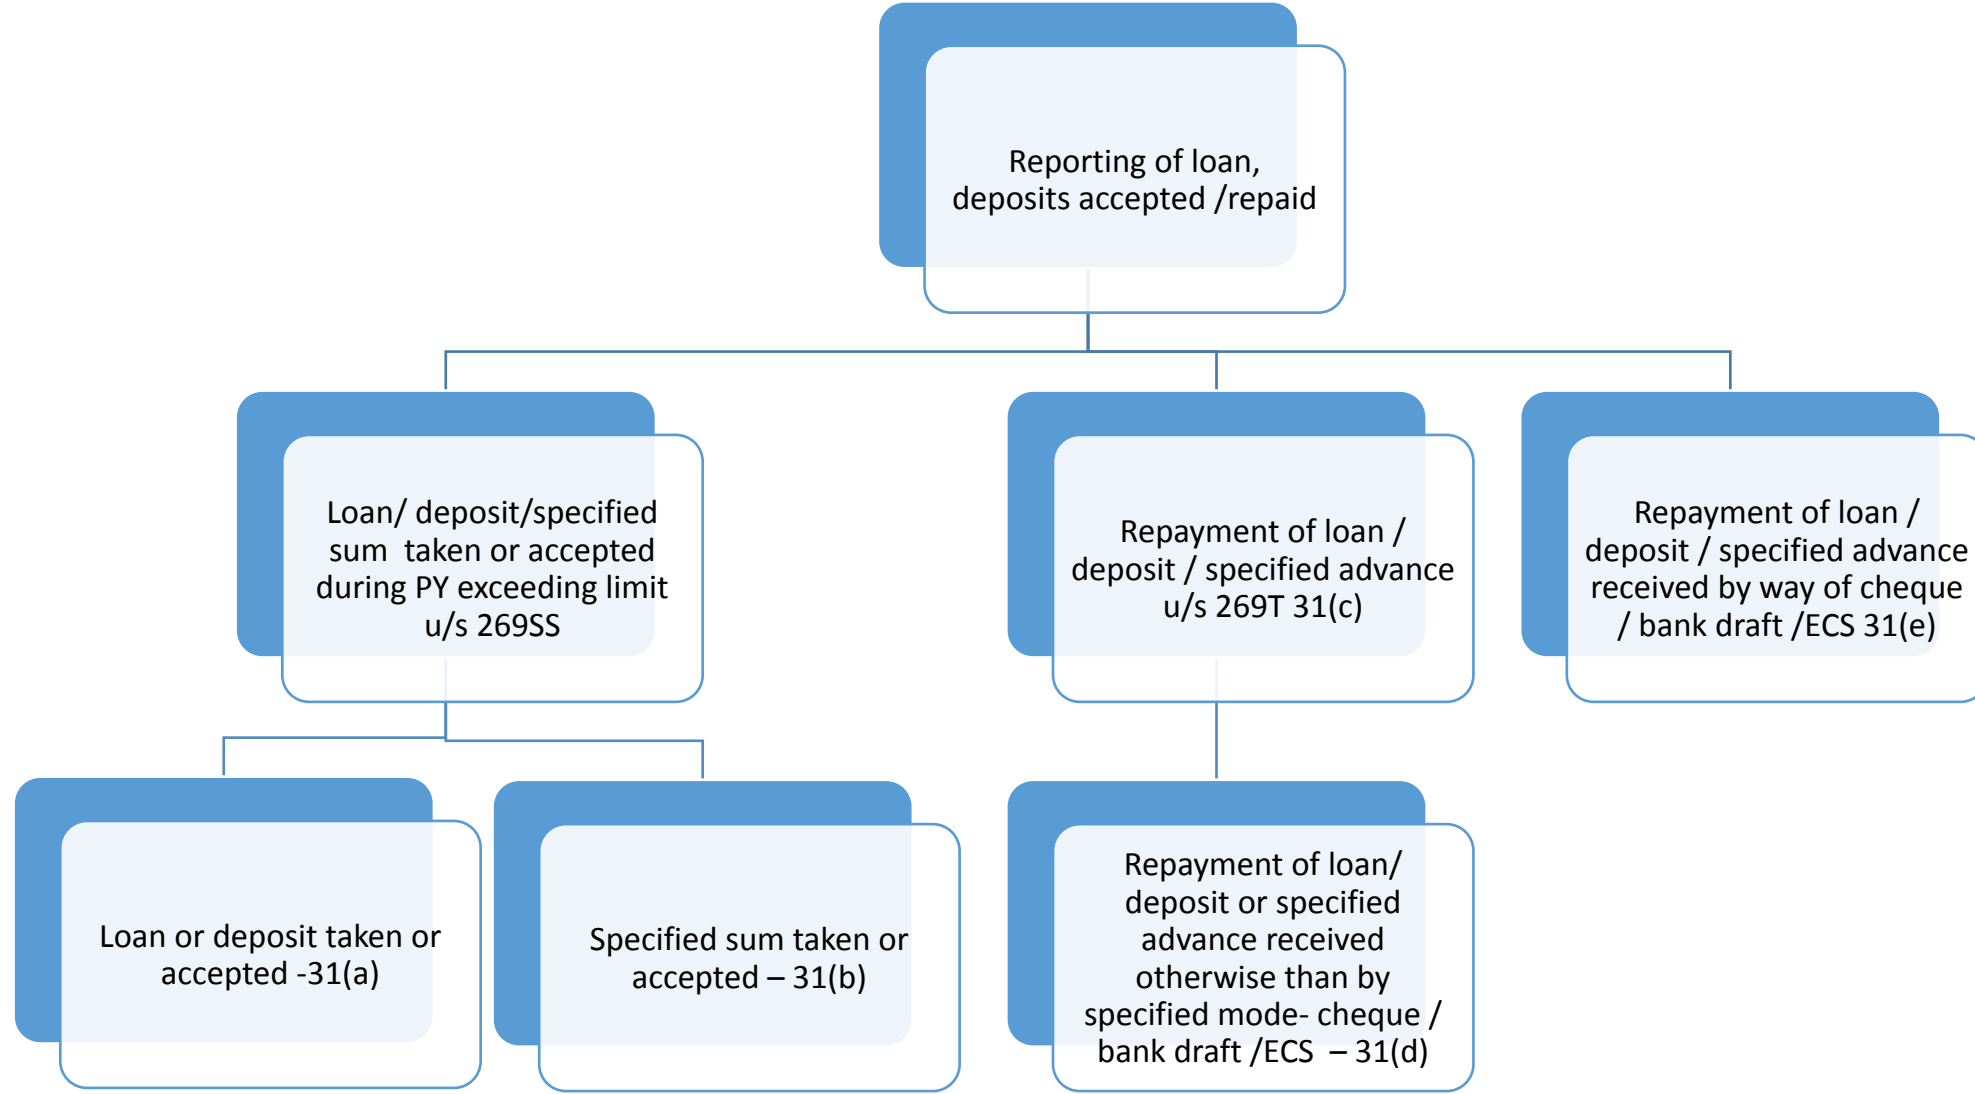 Reporting of loan,
deposits accepted /repaid
Loan/ deposit/specified
sum  taken or accepted
during PY exceeding limit
u/s 269SS
Repayment of loan /
deposit / specified advance
u/s 269T 31(c)
Repayment of loan /
deposit / specified advance
received by way of cheque
/ bank draft /ECS 31(e)
Loan or deposit taken or
accepted -31(a)
Specified sum taken or
accepted – 31(b)
Repayment of loan/
deposit or specified
advance received
otherwise than by
specified mode- cheque /
bank draft /ECS  – 31(d)